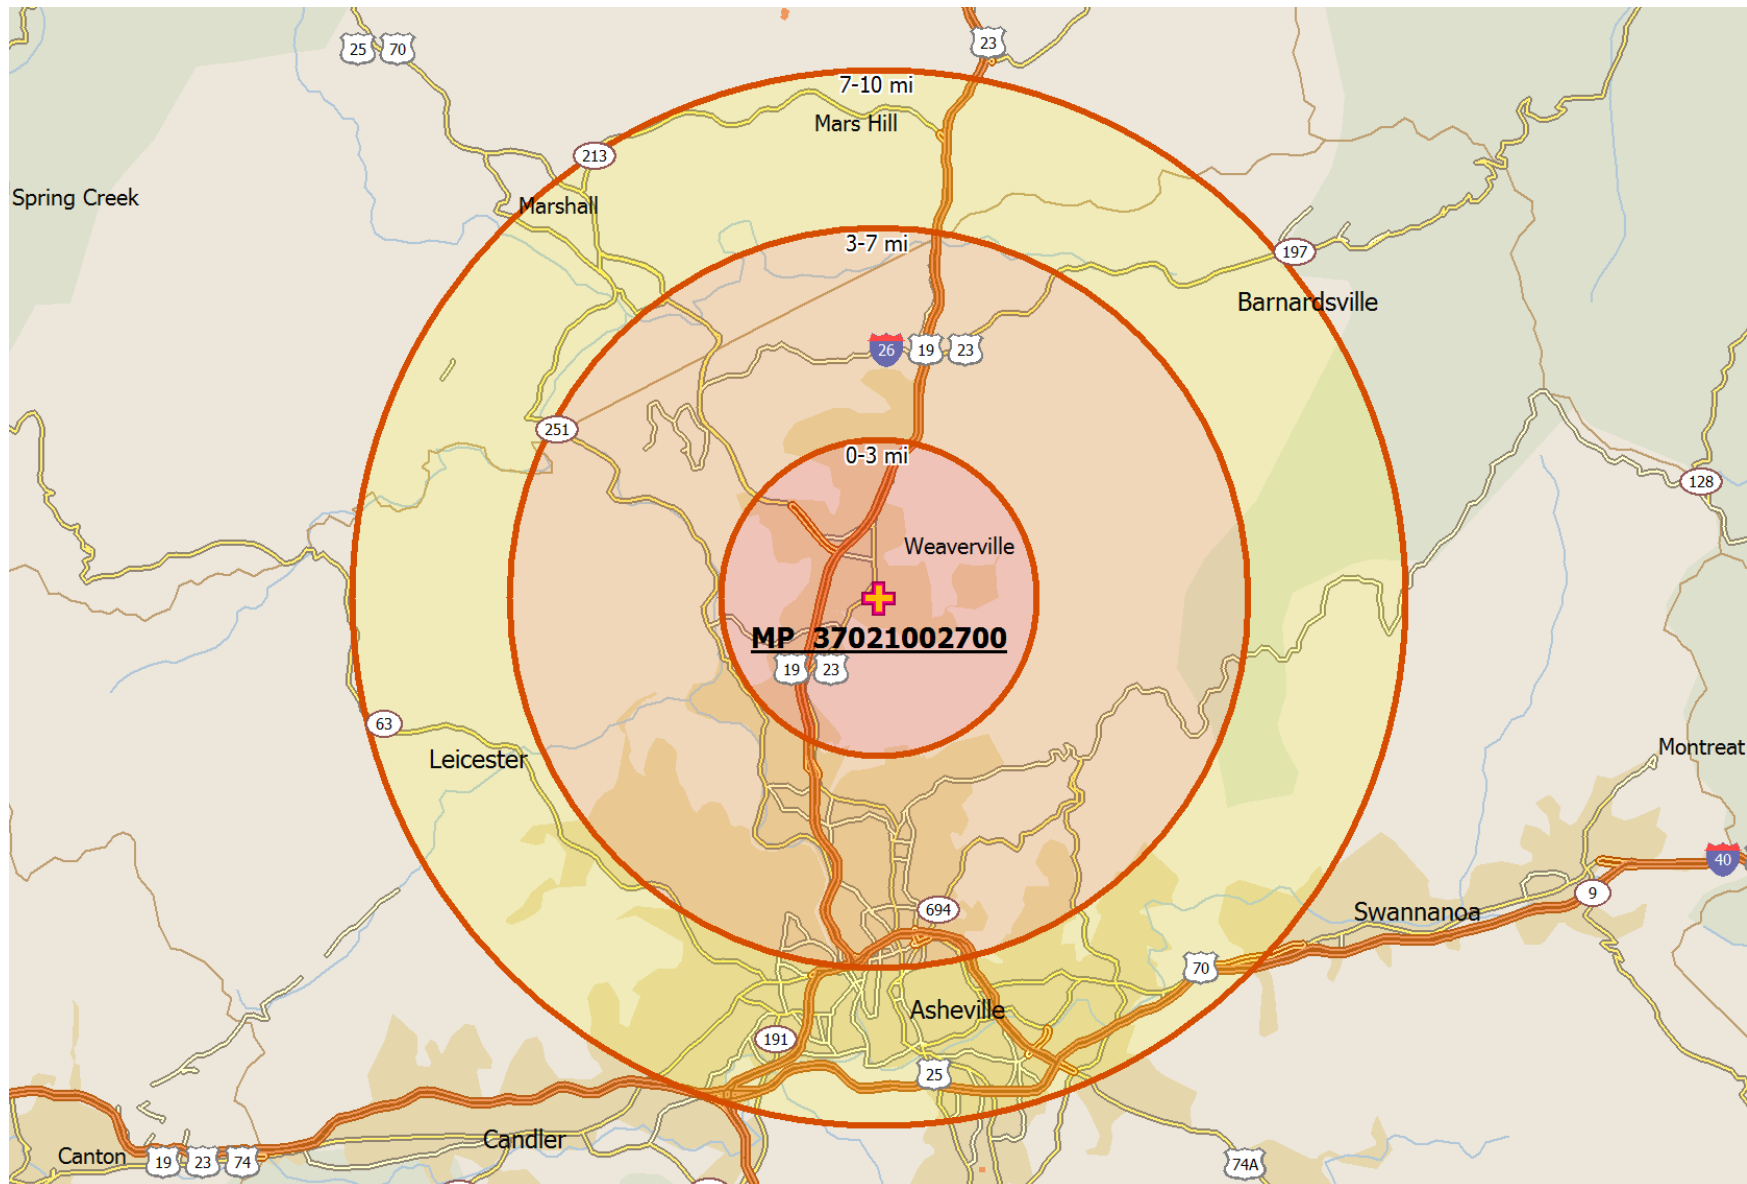 23
25 70
7-10 mi
Mars Hill
213
Spring Creek
Marshall
3-7 mi
197
Barnardsville
26 19 23
251
0-3 mi
128
Weaverville
MP 37021002700
19 23
63
Leicester
Montreat
40
9
694
Swannanoa
70
Asheville
191
25
Candler
Canton
19 23 74
74A